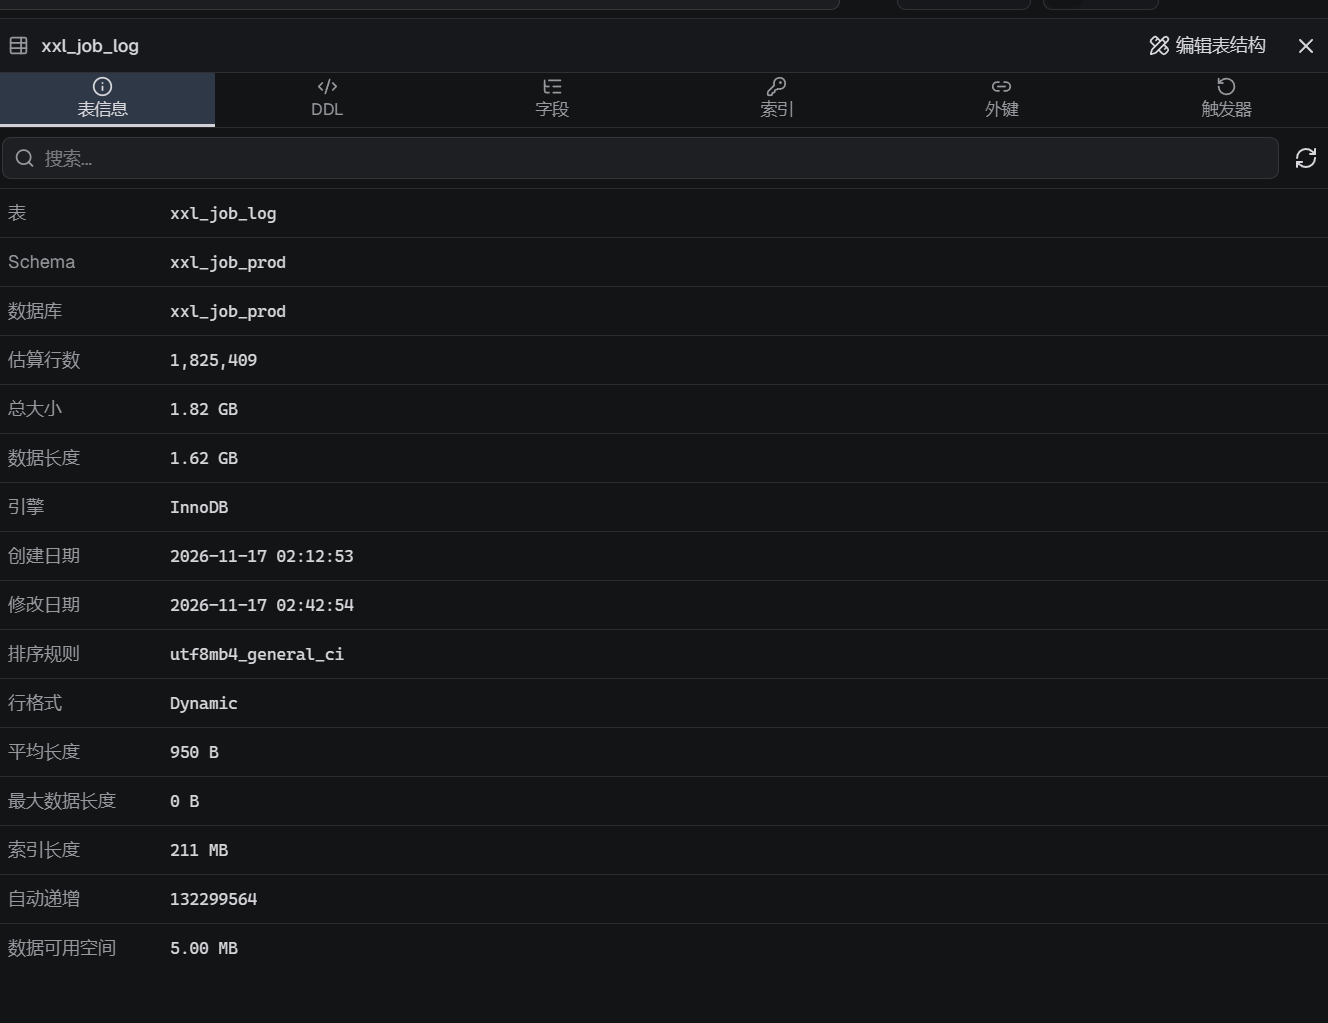 xxl_job_log
编辑表结构
表信息
DDL
字段
索引
外键
触发器
搜索...
表 xxl_job_log
Schema xxl_job_prod
数据库 xxl_job_prod
估算行数 1,825,409
总大小 1.82 GB
数据长度 1.62 GB
引擎 InnoDB
创建日期 2026-11-17 02:12:53
修改日期 2026-11-17 02:42:54
排序规则 utf8mb4_general_ci
行格式 Dynamic
平均长度 950 B
最大数据长度 0 B
索引长度 211 MB
自动递增 132299564
数据可用空间 5.00 MB